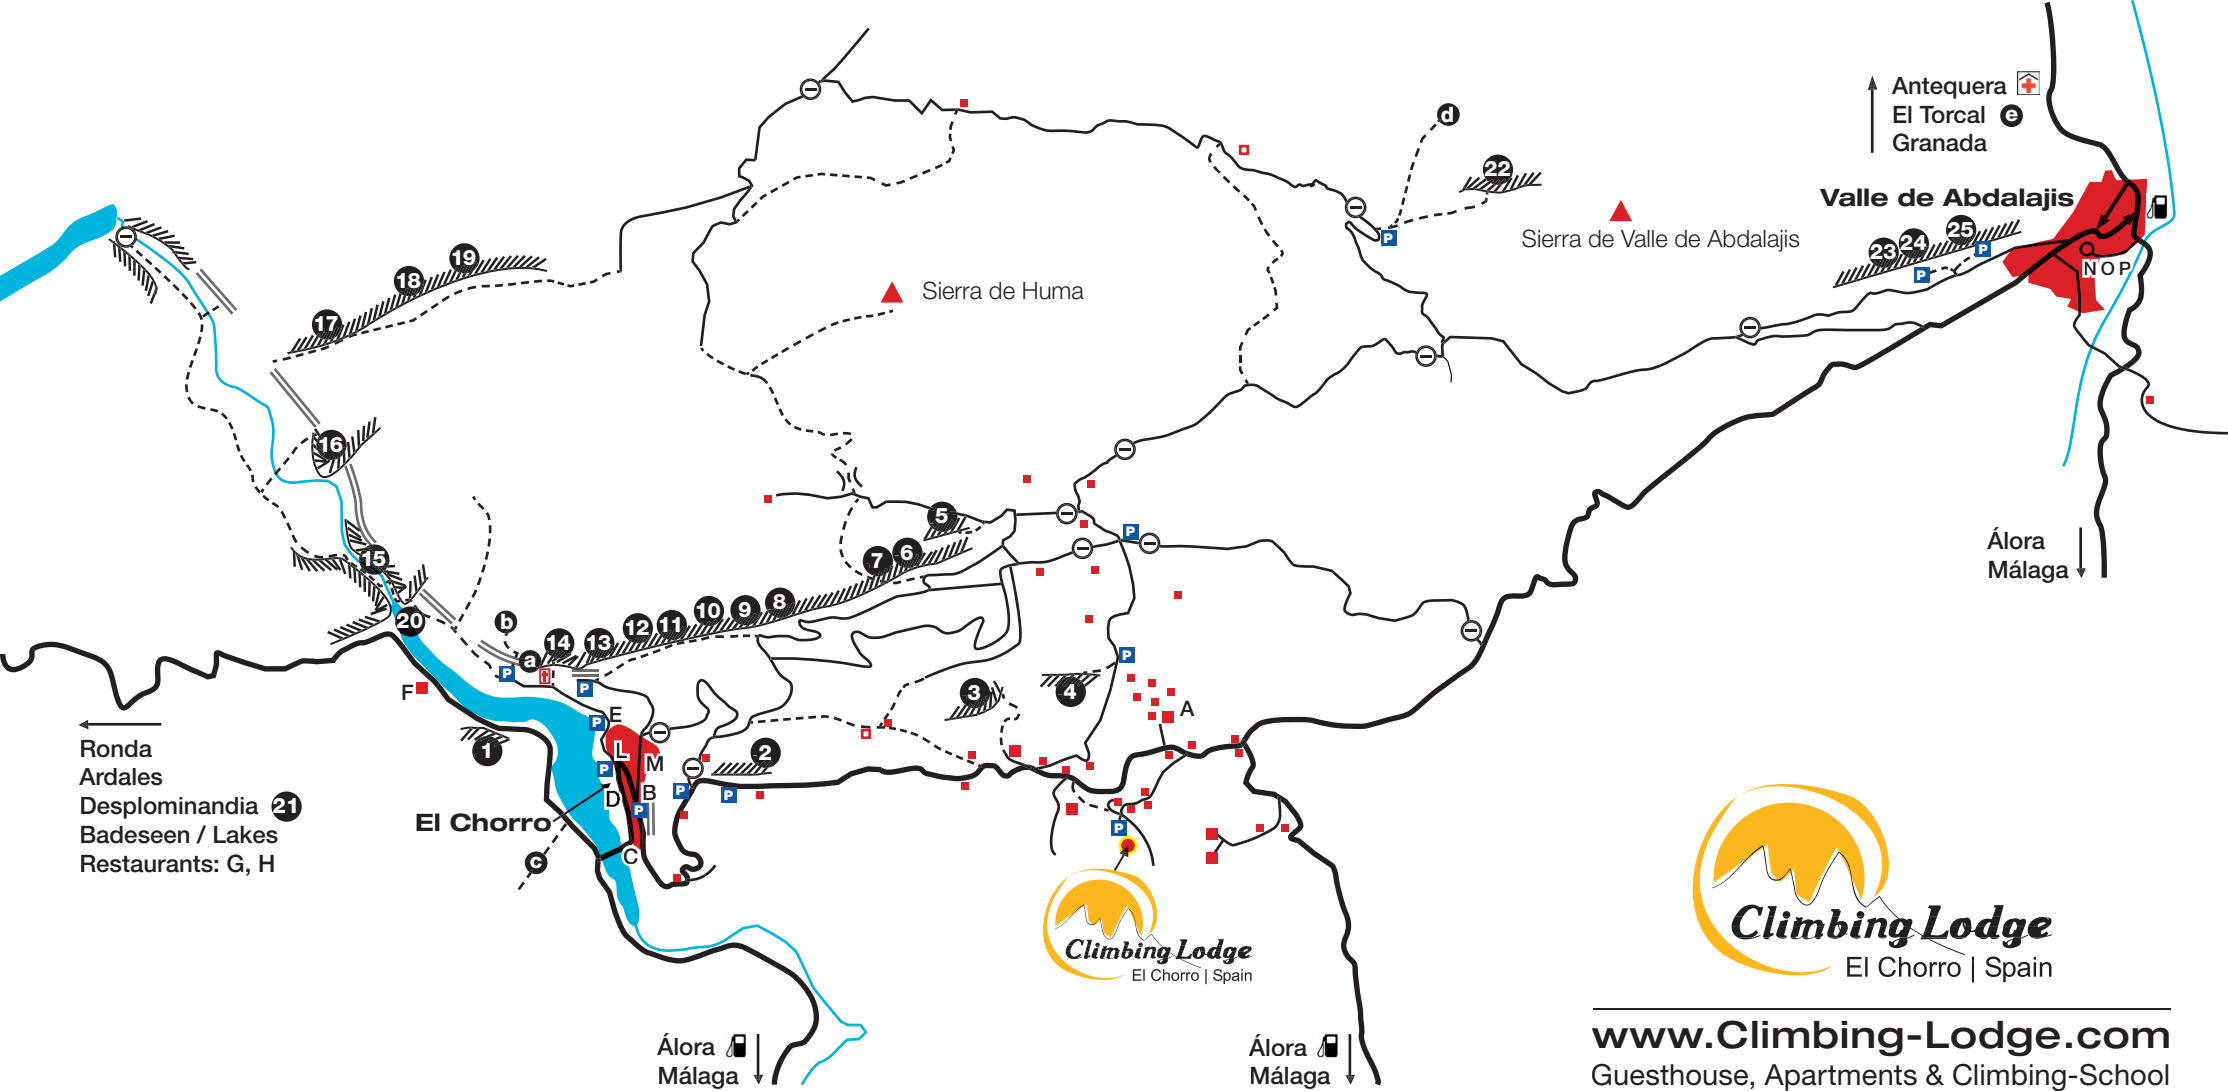 d
Antequera
El Torcal e
Granada
22
Valle de Abdalajis
Sierra de Valle de Abdalajis
P
23 24 25
P
P
N O P
19
18
17
Sierra de Huma
16
15
20
5
7 6
P
b
a
14
13
12
11
10
9
8
P
P
P
P
F
E
L
M
P
D
B
P
P
P
C
1
2
3
4
A
P
c
El Chorro
Ronda
Ardales
Desplominandia 21
Badeseen / Lakes
Restaurants: G, H
Álora
Málaga
Climbing Lodge
El Chorro | Spain
Climbing Lodge
El Chorro | Spain
Álora
Málaga
Álora
Málaga
www.Climbing-Lodge.com
Guesthouse, Apartments & Climbing-School